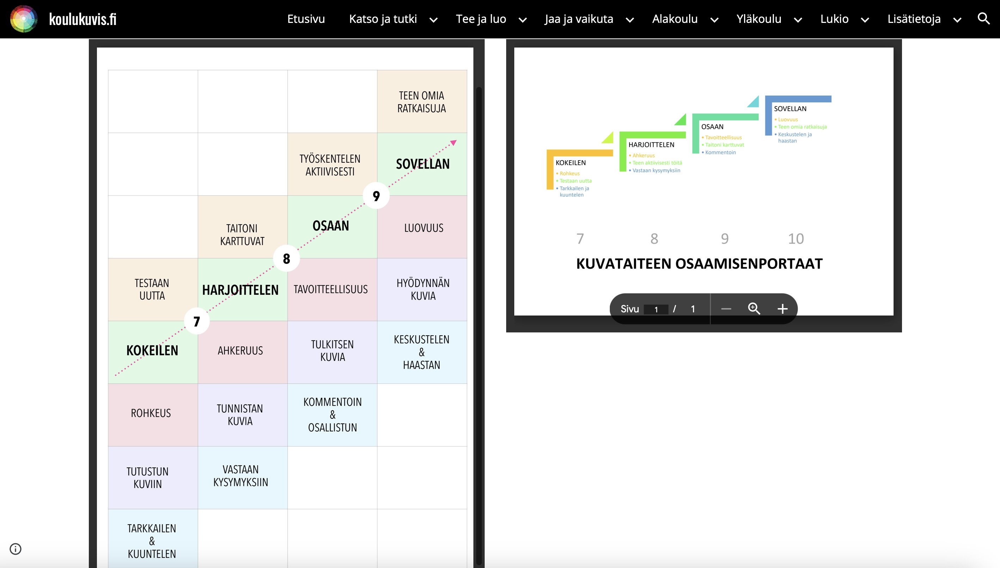 koulukuvis.fi
Etusivu
Katso ja tutki
Tee ja luo
Jaa ja vaikuta
Alakoulu
Yläkoulu
Lukio
Lisätietoja
TEEN OMIA
RATKAISUJA
TYÖSKENTELEN
AKTIIVISESTI
SOVELLAN
9
TAITONI
KARTTUVAT
OSAAN
LUOVUUS
8
TESTAAN
UUTTA
HARJOITTELEN
TAVOITTEELLISUUS
HYÖDYNNÄN
KUVIA
7
KOKEILEN
AHKERUUS
TULKITSEN
KUVIA
KESKUSTELEN
&
HAASTAN
ROHKEUS
TUNNISTAN
KUVIA
KOMMENTOIN
&
OSALLISTUN
TUTUSTUN
KUVIIN
VASTAAN
KYSYMYKSIIN
TARKKAILEN
&
KUUNTELEN
KOKEILEN
• Rohkeus
• Testaan uutta
• Tarkkailen ja
kuuntelen
HARJOITTELEN
• Ahkeruus
• Teen aktiivisesti töitä
• Vastaan kysymyksiin
OSAAN
• Tavoitteellisuus
• Taitoni karttuvat
• Kommentoin
SOVELLAN
• Luovuus
• Teen omia ratkaisuja
• Keskustelen ja
haastan
7 8 9 10
KUVATAITEEN OSAAMISENPORTAAT
Sivu 1 / 1